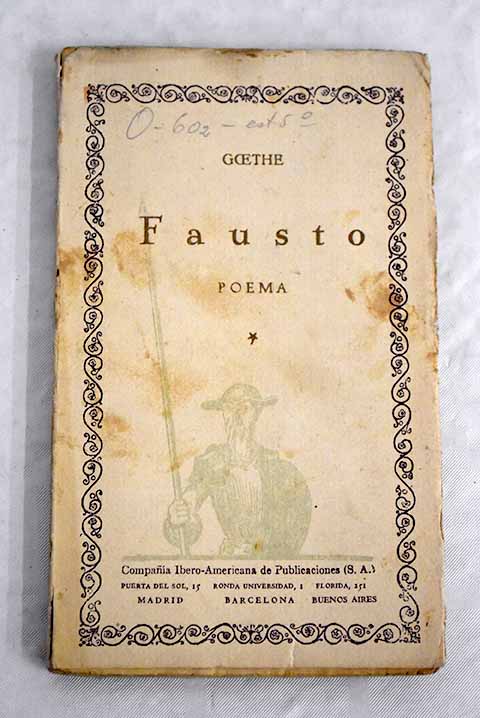 O-602 - est 5º
GŒTHE
Fausto
POEMA
Compañía Ibero-Americana de Publicaciones (S. A.)
PUERTA DEL SOL, 15 RONDA UNIVERSIDAD, 1 FLORIDA, 251
MADRID BARCELONA BUENOS AIRES